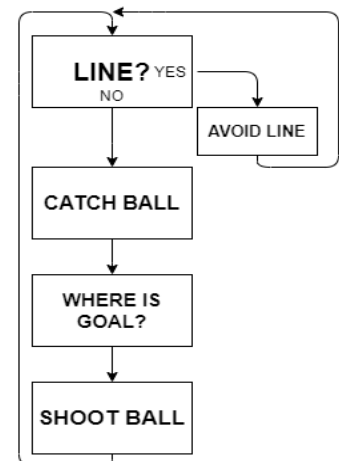 LINE? YES
NO
AVOID LINE
CATCH BALL
WHERE IS
GOAL?
SHOOT BALL